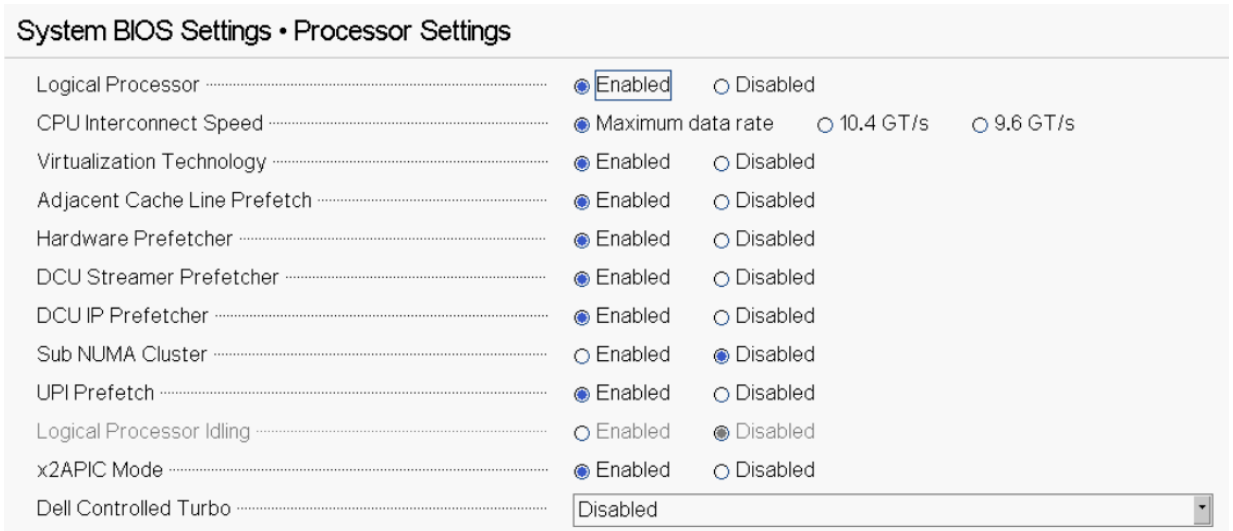 System BIOS Settings • Processor Settings
Logical Processor Enabled Disabled
CPU Interconnect Speed Maximum data rate 10.4 GT/s 9.6 GT/s
Virtualization Technology Enabled Disabled
Adjacent Cache Line Prefetch Enabled Disabled
Hardware Prefetcher Enabled Disabled
DCU Streamer Prefetcher Enabled Disabled
DCU IP Prefetcher Enabled Disabled
Sub NUMA Cluster Enabled Disabled
UPI Prefetch Enabled Disabled
Logical Processor Idling Enabled Disabled
x2APIC Mode Enabled Disabled
Dell Controlled Turbo Disabled